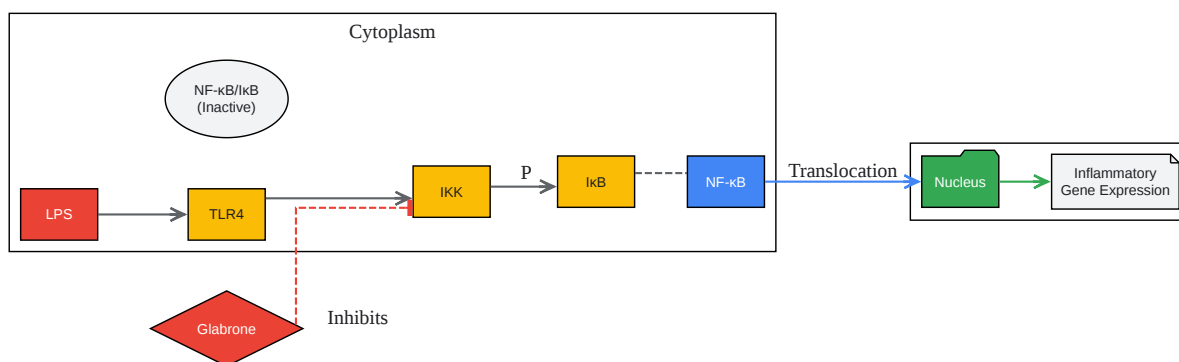 Cytoplasm
NF-κB/IκB
(Inactive)
LPS
TLR4
IKK
P
IκB
NF-κB
Translocation
Nucleus
Inflammatory
Gene Expression
Glabrone
Inhibits